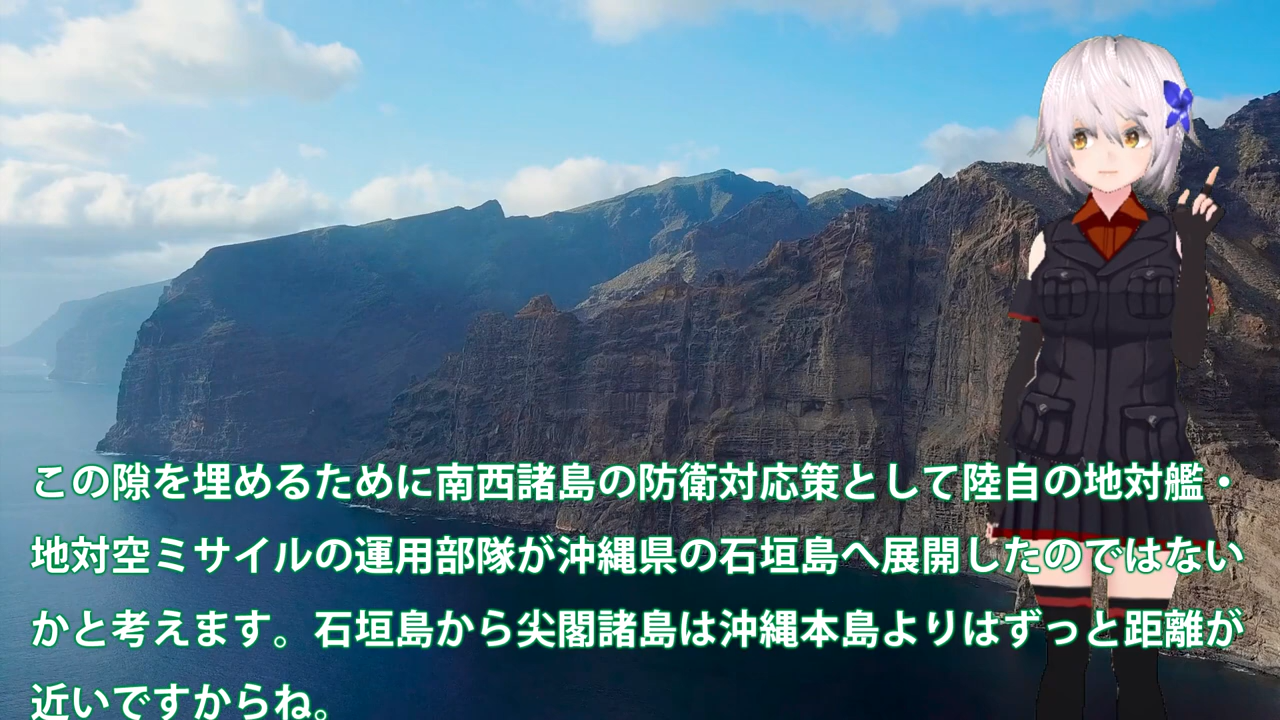 この隙を埋めるために南西諸島の防衛対応策として陸自の地対艦・
地対空ミサイルの運用部隊が沖縄県の石垣島へ展開したのではない
かと考えます。石垣島から尖閣諸島は沖縄本島よりはずっと距離が
近いですからね。